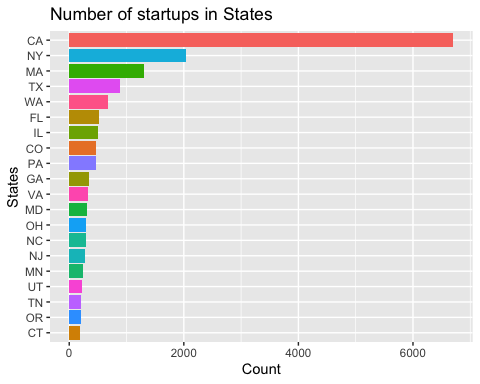 Number of startups in States
CA
NY
MA
TX
WA
FL
IL
CO
PA
GA
VA
MD
OH
NC
NJ
MN
UT
TN
OR
CT
States
0 2000 4000 6000
Count